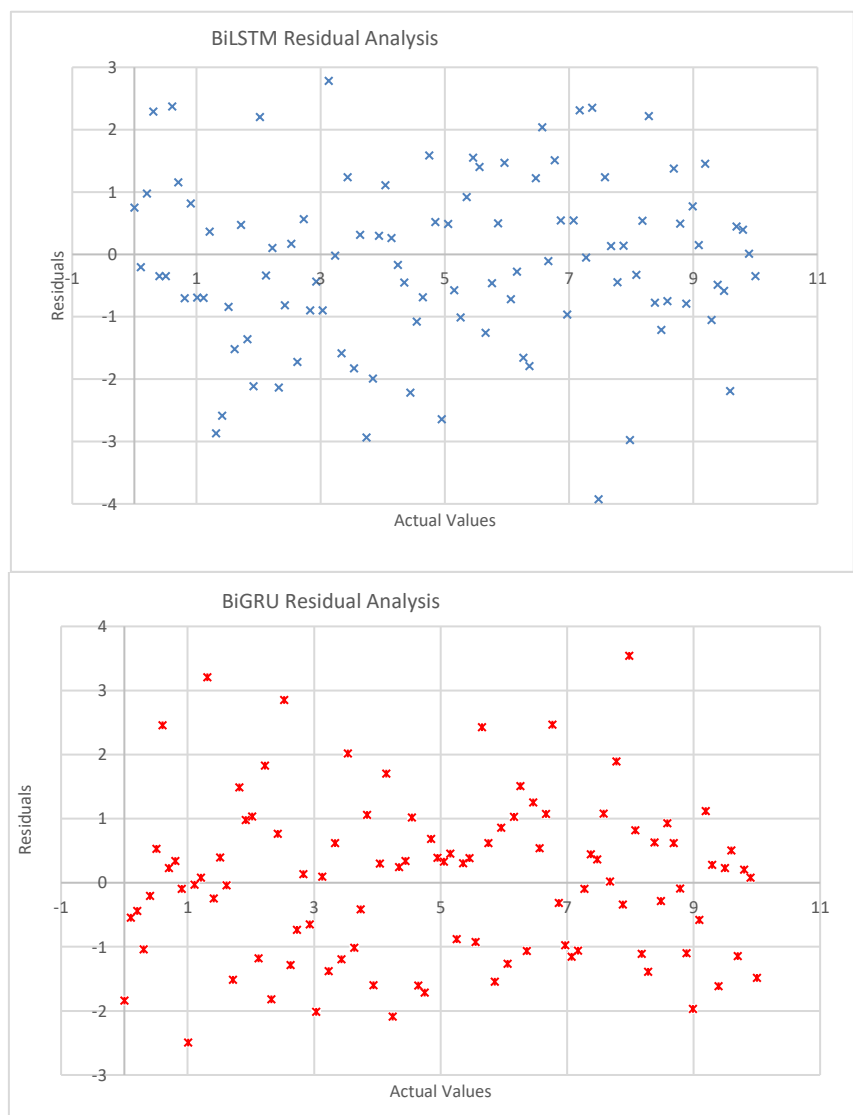 BiLSTM Residual Analysis
3
2
1
0
-1 1 3 5 7 9 11
-1
-2
-3
-4
Residuals
Actual Values
BiGRU Residual Analysis
4
3
2
1
0
-1 1 3 5 7 9 11
-1
-2
-3
Residuals
Actual Values